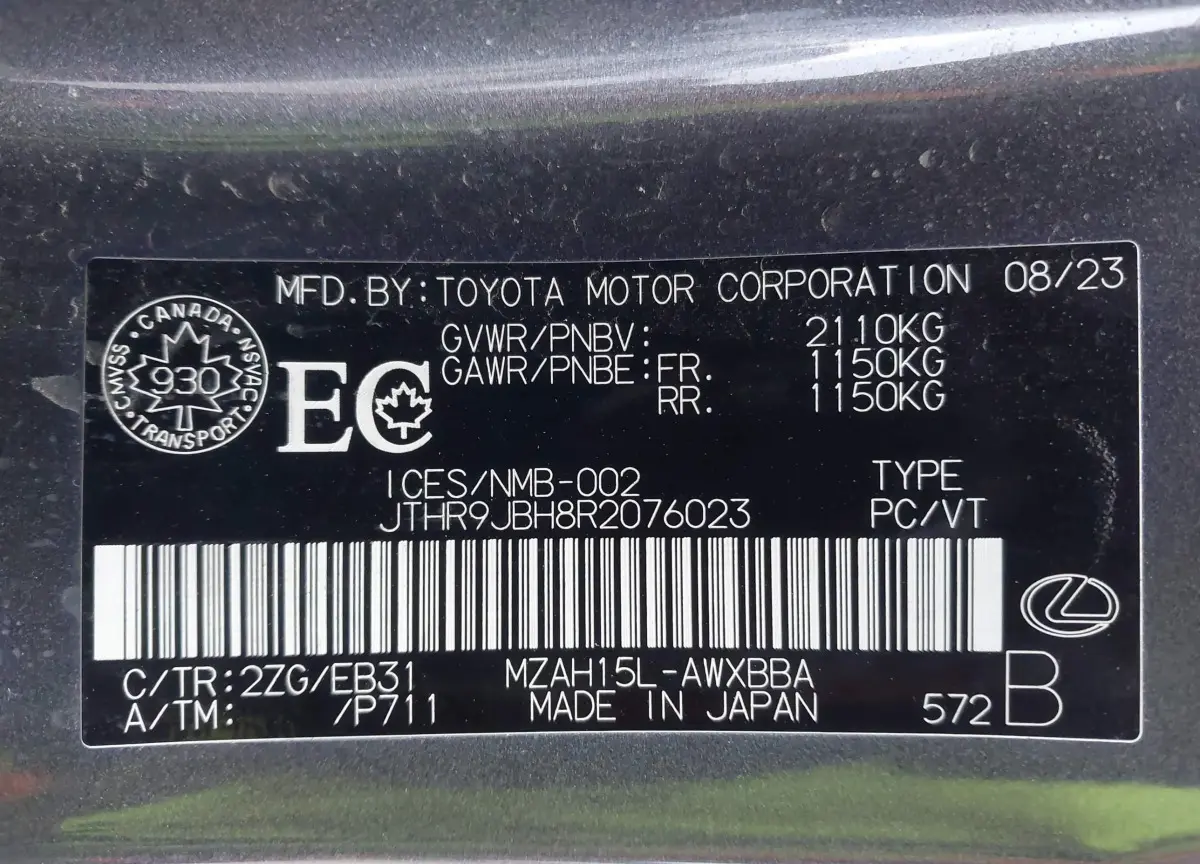 MFD. BY: TOYOTA MOTOR CORPORATION 08/23
GVWR/PNBV: 2110KG
GAWR/PNBE: FR. 1150KG
RR. 1150KG
CANADA
CMVSS 930 NSVAC
TRANSPORT
EC
ICES/NMB-002 TYPE
JTHR9JBH8R2076023 PC/VT
C/TR: 2ZG/EB31 MZAH15L-AWXBBA
A/TM: /P711 MADE IN JAPAN 572 B